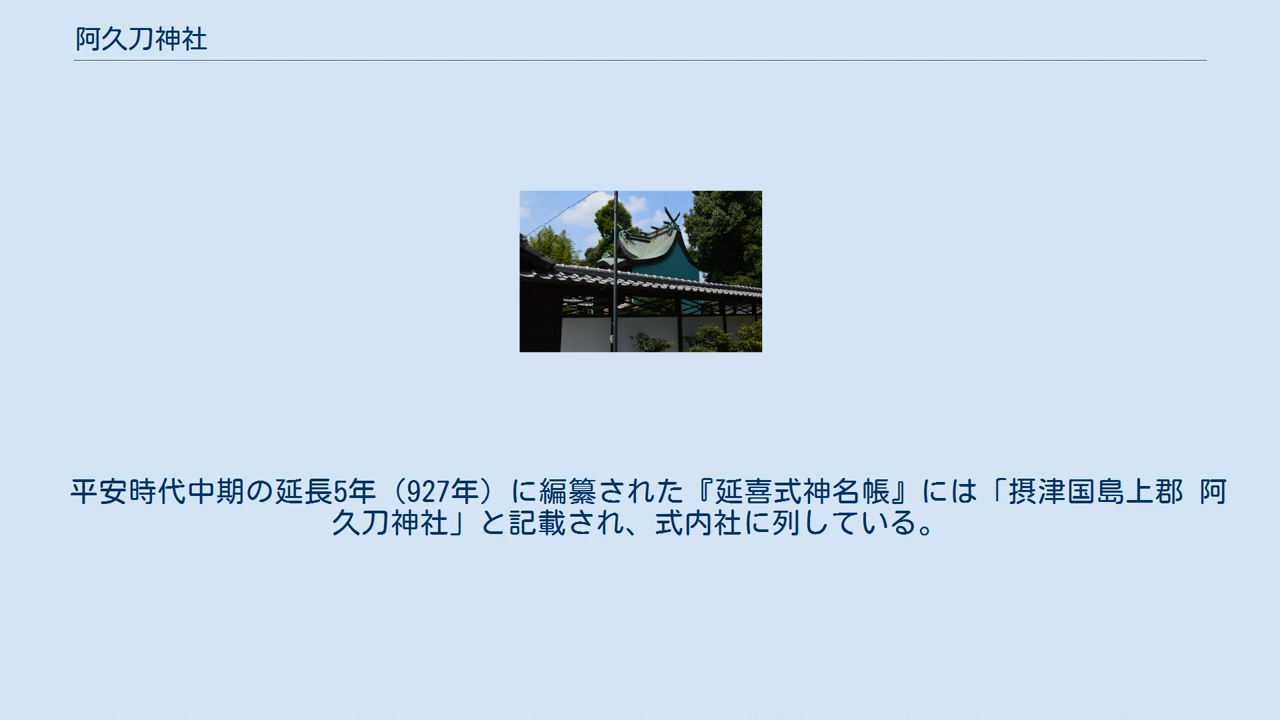 阿久刀神社
平安時代中期の延長5年（927年）に編纂された『延喜式神名帳』には「摂津国島上郡 阿
久刀神社」と記載され、式内社に列している。